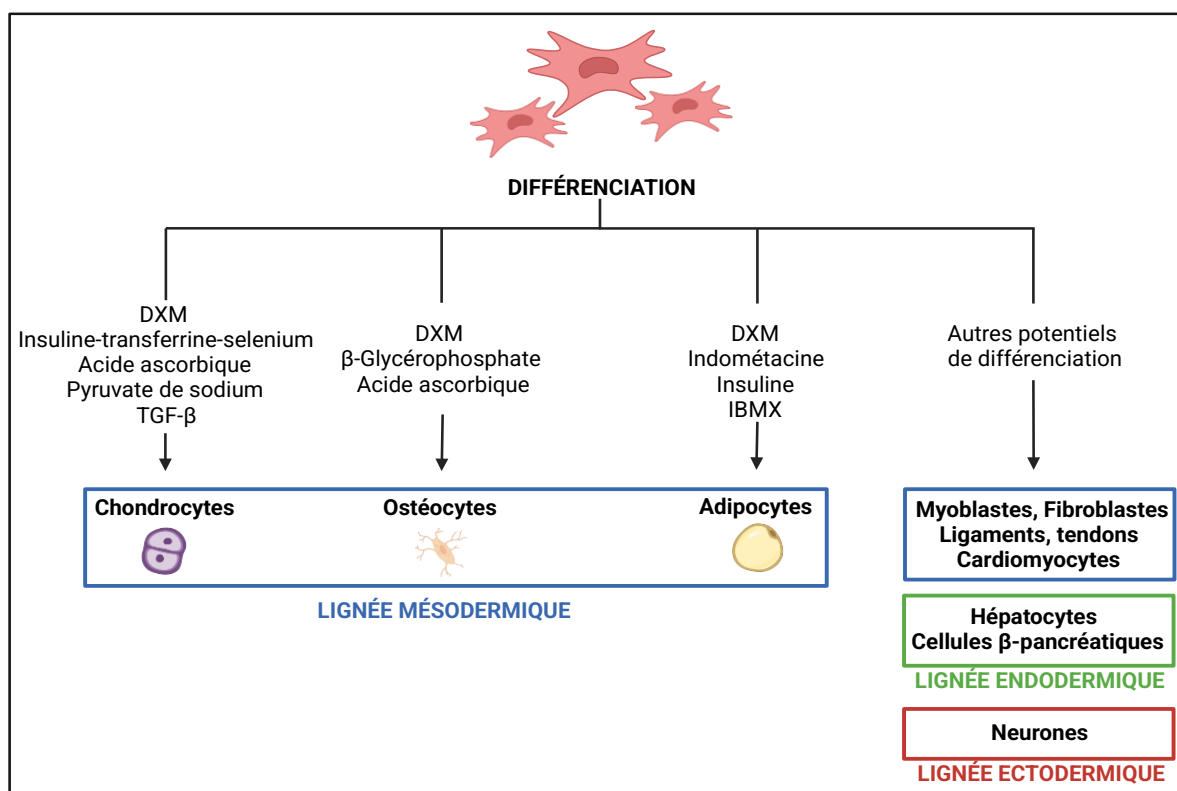 DIFFÉRENCIATION
DXM
Insuline-transferrine-selenium
Acide ascorbique
Pyruvate de sodium
TGF-β
DXM
β-Glycérophosphate
Acide ascorbique
DXM
Indométacine
Insuline
IBMX
Autres potentiels
de différenciation
Chondrocytes
Ostéocytes
Adipocytes
LIGNÉE MÉSODERMIQUE
Myoblastes, Fibroblastes
Ligaments, tendons
Cardiomyocytes
Hépatocytes
Cellules β-pancréatiques
LIGNÉE ENDODERMIQUE
Neurones
LIGNÉE ECTODERMIQUE